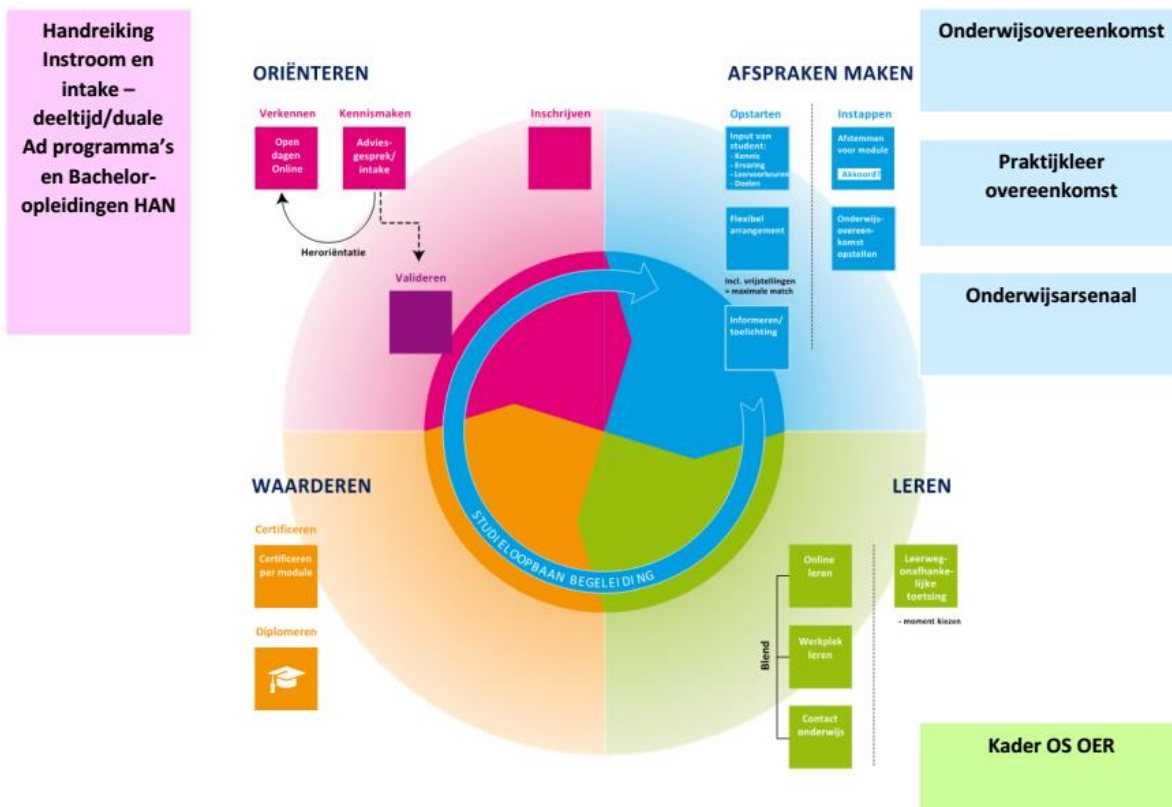 Handreiking
Instroom en
intake –
deeltijd/duale
Ad programma's
en Bachelor-
opleidingen HAN
ORIËNTEREN
Verkennen
Open
dagen
Online
Kennismaken
Advies-
gesprek/
intake
Heroriëntatie
Valideren
Inschrijven
AFSPRAKEN MAKEN
Opstarten
Input van
student:
- Kennis
- Ervaring
- Leervoorkeuren
- Doelen
Flexibel
arrangement
Incl. vrijstellingen
= maximale match
Informeren/
toelichting
Instappen
Afstemmen
voor module
Akkoord?
Onderwijs-
overeen-
komst
opstellen
Onderwijsovereenkomst
Praktijkleer
overeenkomst
Onderwijsarsenaal
STUDIELOOPBAAN BEGELEIDING
WAARDEREN
Certificeren
Certificeren
per module
Diplomeren
LEREN
Blend
Online
leren
Werkplek
leren
Contact
onderwijs
Leerweg-
onafhanke-
lijke
toetsing
- moment kiezen
Kader OS OER